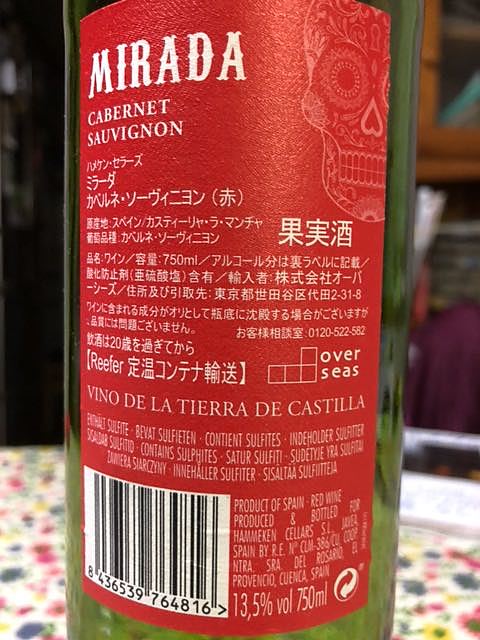 MIRADA
CABERNET
SAUVIGNON
ハメケン・セラーズ
ミラーダ
カベルネ・ソーヴィニヨン（赤）
原産地：スペイン/カスティーリャ・ラ・マンチャ
葡萄品種：カベルネ・ソーヴィニヨン
果実酒
品名：ワイン／容量：750ml／アルコール分は裏ラベルに記載／
酸化防止剤（亜硫酸塩）含有／輸入者：株式会社オーバ
ーシーズ／住所及び引取先：東京都世田谷区代田2-31-8
ワインに含まれる成分がオリとして瓶底に沈殿する場合がございますが
、品質には問題ございません。 お客様相談室：0120-522-582
飲酒は20歳を過ぎてから
【Reefer 定温コンテナ輸送】
over
seas
VINO DE LA TIERRA DE CASTILLA
ENTHÄLT SULFITE · BEVAT SULFIETEN · CONTIENT SULFITES · INDEHOLDER SULFITTER
SICALDAB SULFITID · CONTAINS SULPHITES · SATUR SULFITI · SUDĖTYJE YRA SULFITAI
ZAWIERA SIARCZYNY · INNEHÅLLER SULFITER · SISÄLTÄÄ SULFIITTEJA
PRODUCT OF SPAIN · RED WINE
PRODUCED & BOTTLED FOR
HAMMEKEN CELLARS S.L., JAVEA,
SPAIN BY R.E. Nº CLM-386/CU, COOP.
NTRA. SRA. DEL ROSARIO, EL
PROVENCIO, CUENCA, SPAIN
13,5% vol 750ml
8 436539 764816 >